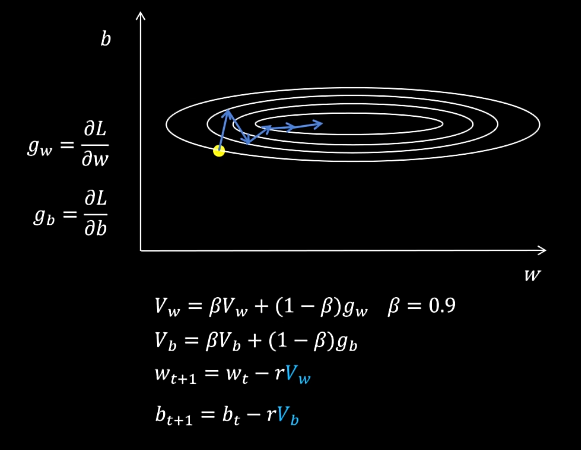 b
g_w = ∂L/∂w
g_b = ∂L/∂b
w
V_w = βV_w + (1 − β)g_w β = 0.9
V_b = βV_b + (1 − β)g_b
w_{t+1} = w_t − rV_w
b_{t+1} = b_t − rV_b